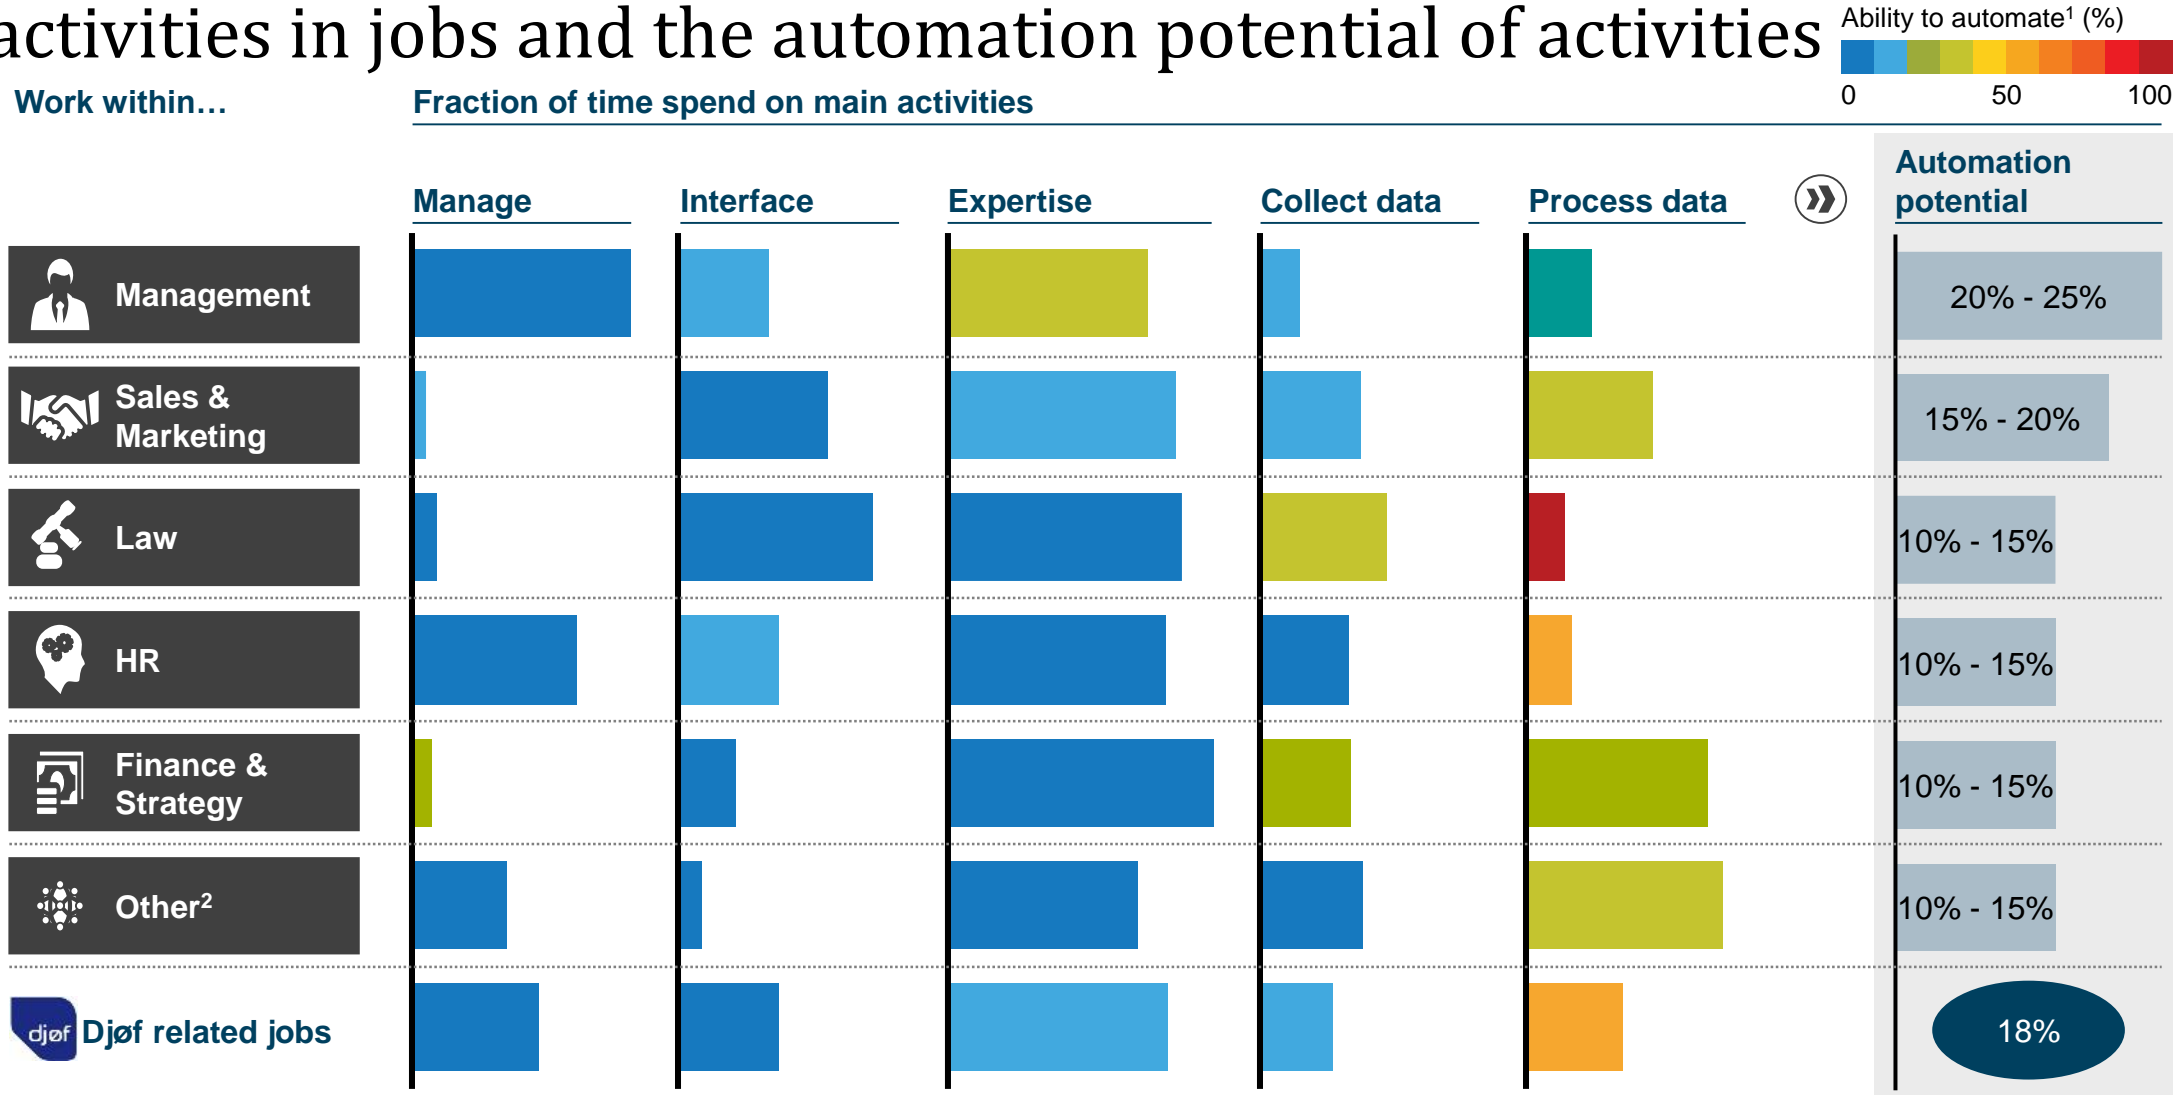 activities in jobs and the automation potential of activities
Ability to automate¹ (%)
0 50 100
Work within…
Fraction of time spend on main activities
Manage
Interface
Expertise
Collect data
Process data
Automation
potential
Management
20% - 25%
Sales &
Marketing
15% - 20%
Law
10% - 15%
HR
10% - 15%
Finance &
Strategy
10% - 15%
Other²
10% - 15%
djøf
Djøf related jobs
18%